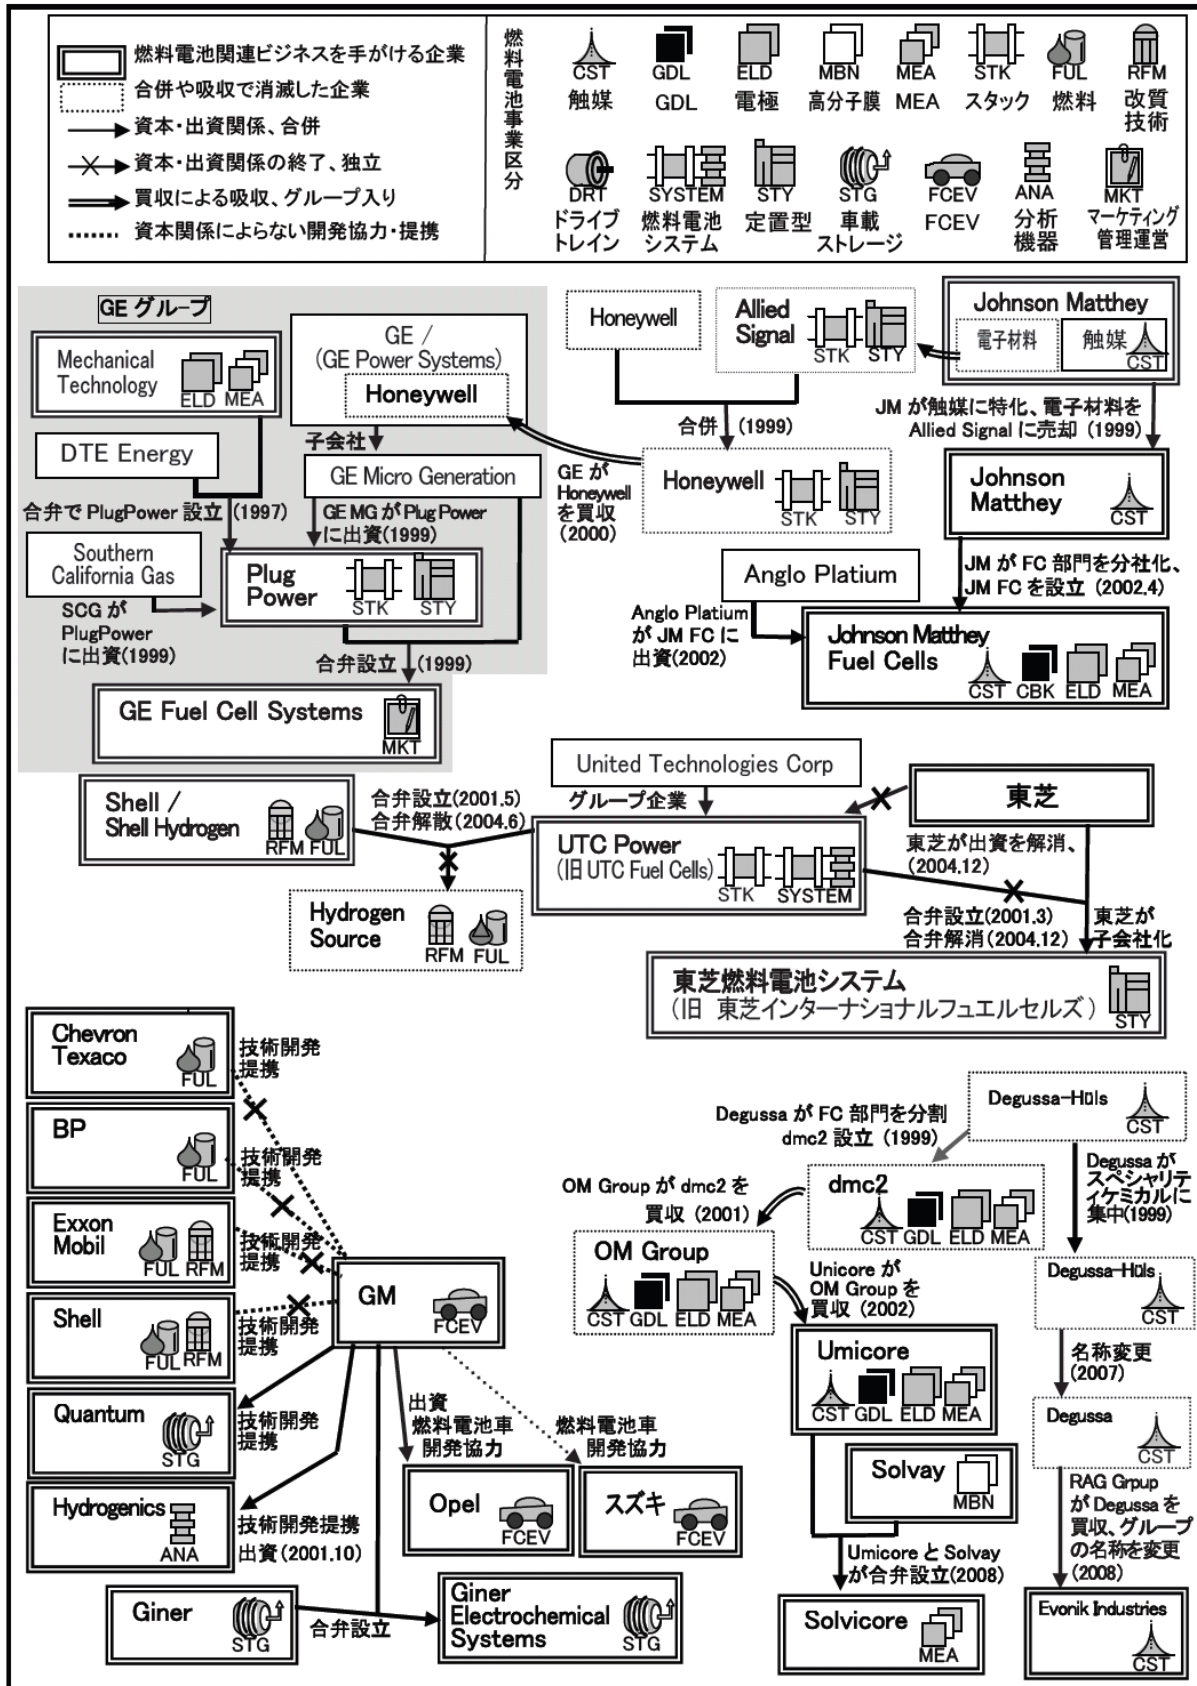 燃料電池関連ビジネスを手がける企業
合併や吸収で消滅した企業
資本・出資関係、合併
資本・出資関係の終了、独立
買収による吸収、グループ入り
資本関係によらない開発協力・提携
燃料電池事業区分
CST
GDL
ELD
MBN
MEA
STK
FUL
RFM
触媒
GDL
電極
高分子膜
MEA
スタック
燃料
改質
技術
DRT
SYSTEM
STY
STG
FCEV
ANA
MKT
ドライブ
トレイン
燃料電池
システム
定置型
車載
ストレージ
FCEV
分析
機器
マーケティング
管理運営
GE グループ
Mechanical
Technology
ELD MEA
GE /
(GE Power Systems)
Honeywell
Honeywell
Allied
Signal
STK STY
Johnson Matthey
電子材料
触媒
CST
DTE Energy
子会社
GE Micro Generation
合併 (1999)
JM が触媒に特化、電子材料を
Allied Signal に売却 (1999)
GE が
Honeywell
を買収
(2000)
Honeywell
STK STY
Johnson
Matthey
CST
合弁で PlugPower 設立 (1997)
GE MG が Plug Power
に出資(1999)
Southern
California Gas
Plug
Power
STK STY
SCG が
PlugPower
に出資(1999)
Anglo Platium
JM が FC 部門を分社化、
JM FC を設立 (2002.4)
Anglo Platium
が JM FC に
出資(2002)
Johnson Matthey
Fuel Cells
CST CBK ELD MEA
合弁設立 (1999)
GE Fuel Cell Systems
MKT
United Technologies Corp
グループ企業
東芝
Shell /
Shell Hydrogen
RFM FUL
合弁設立(2001.5)
合弁解散(2004.6)
UTC Power
(旧 UTC Fuel Cells)
STK SYSTEM
東芝が出資を解消、
(2004.12)
Hydrogen
Source
RFM FUL
合弁設立(2001.3)
合弁解消(2004.12)
東芝が
子会社化
東芝燃料電池システム
(旧 東芝インターナショナルフュエルセルズ)
STY
Chevron
Texaco
FUL
技術開発
提携
BP
FUL
技術開発
提携
Exxon
Mobil
FUL RFM
技術開発
提携
Shell
FUL RFM
技術開発
提携
GM
FCEV
Quantum
STG
技術開発
提携
Hydrogenics
ANA
技術開発提携
出資(2001.10)
出資
燃料電池車
開発協力
燃料電池車
開発協力
Opel
FCEV
スズキ
FCEV
Giner
STG
合弁設立
Giner
Electrochemical
Systems
STG
Degussa-Hüls
CST
Degussa が FC 部門を分割
dmc2 設立 (1999)
dmc2
CST GDL ELD MEA
Degussa が
スペシャリテ
ィケミカルに
集中(1999)
OM Group が dmc2 を
買収 (2001)
OM Group
CST GDL ELD MEA
Unicore が
OM Group を
買収 (2002)
Degussa-Hüls
CST
Umicore
CST GDL ELD MEA
名称変更
(2007)
Degussa
CST
Solvay
MBN
RAG Grpup
が Degussa を
買収、グループ
の名称を変更
(2008)
Umicore と Solvay
が合弁設立(2008)
Solvicore
MEA
Evonik Industries
CST